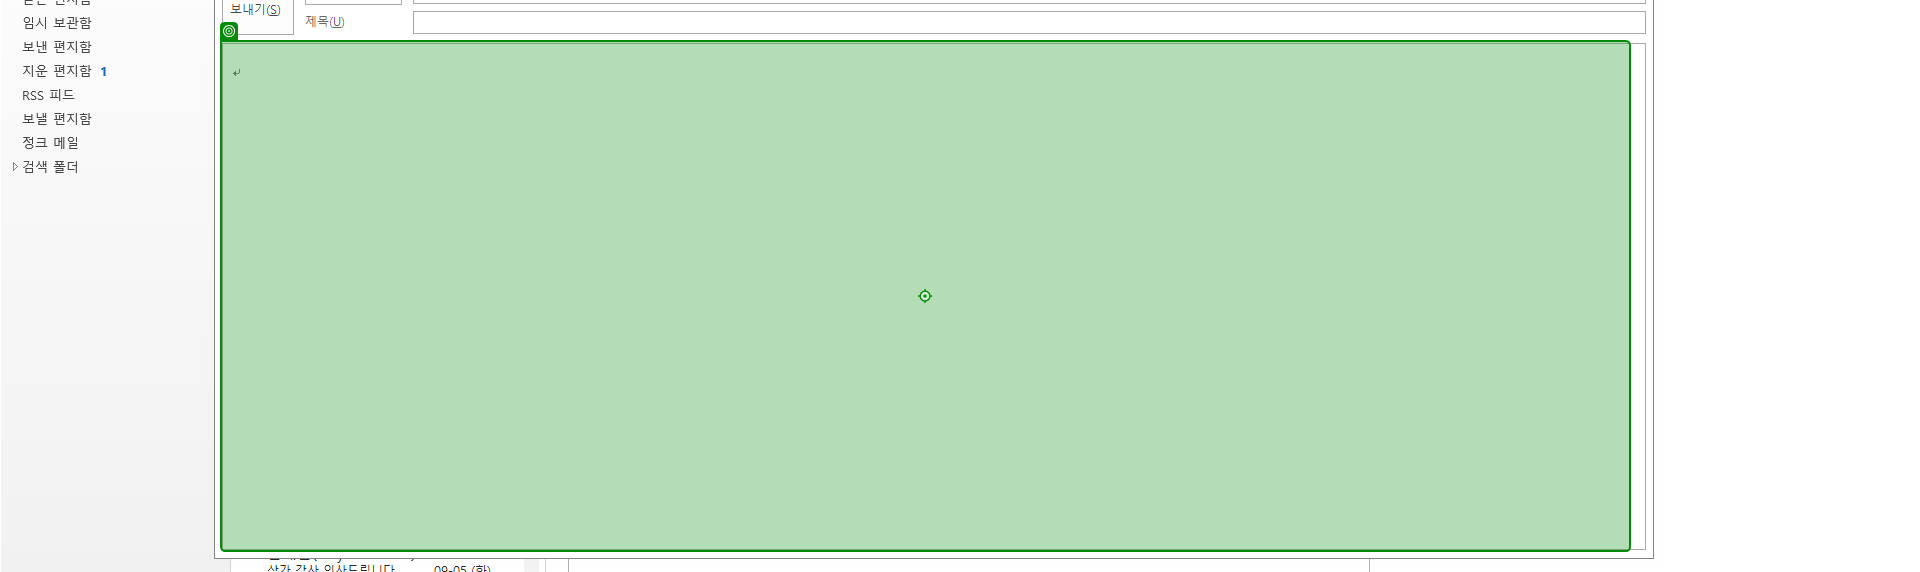 임시 보관함
보낸 편지함
지운 편지함 1
RSS 피드
보낼 편지함
정크 메일
검색 폴더
보내기(S)
제목(U)
09-05 (화)